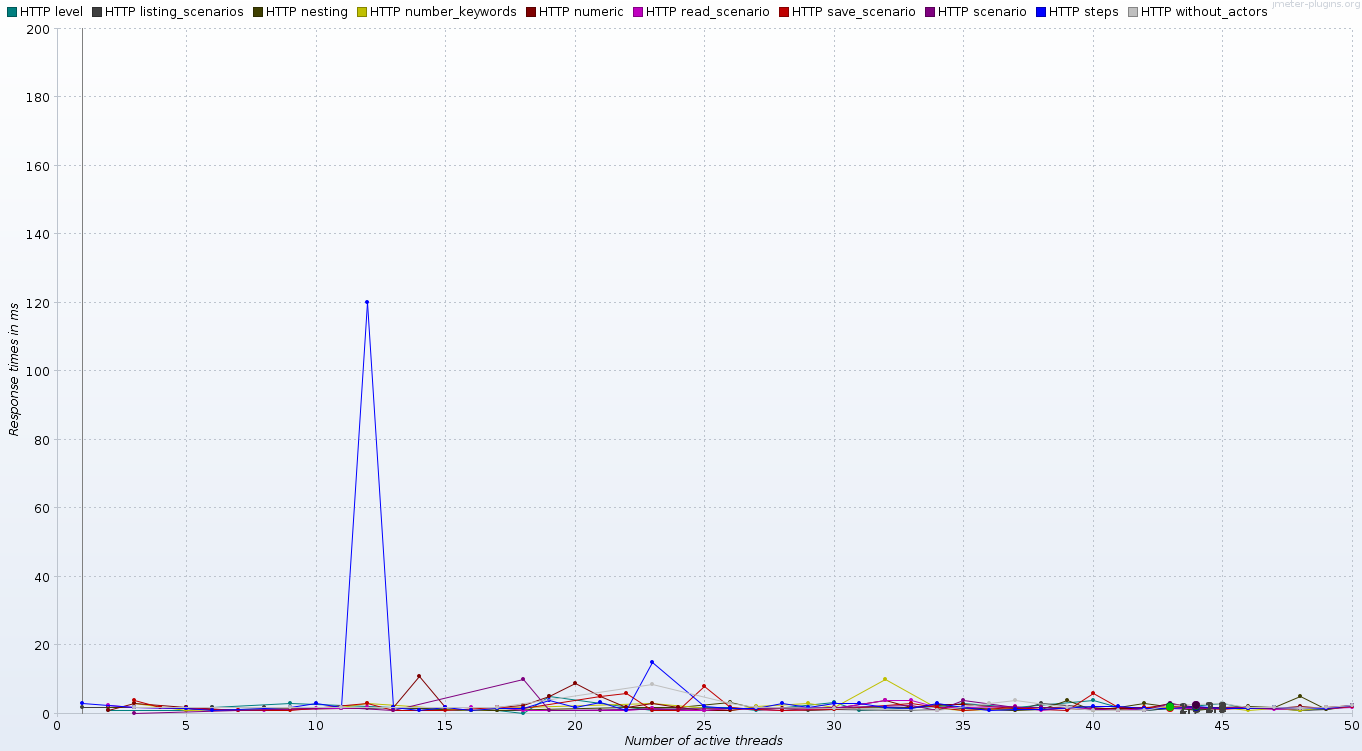 HTTP level HTTP listing_scenarios HTTP nesting HTTP number_keywords HTTP numeric HTTP read_scenario HTTP save_scenario HTTP scenario HTTP steps HTTP without_actors
jmeter-plugins.org
200
180
160
140
120
100
80
60
40
20
0
Response times in ms
0 5 10 15 20 25 30 35 40 45 50
Number of active threads